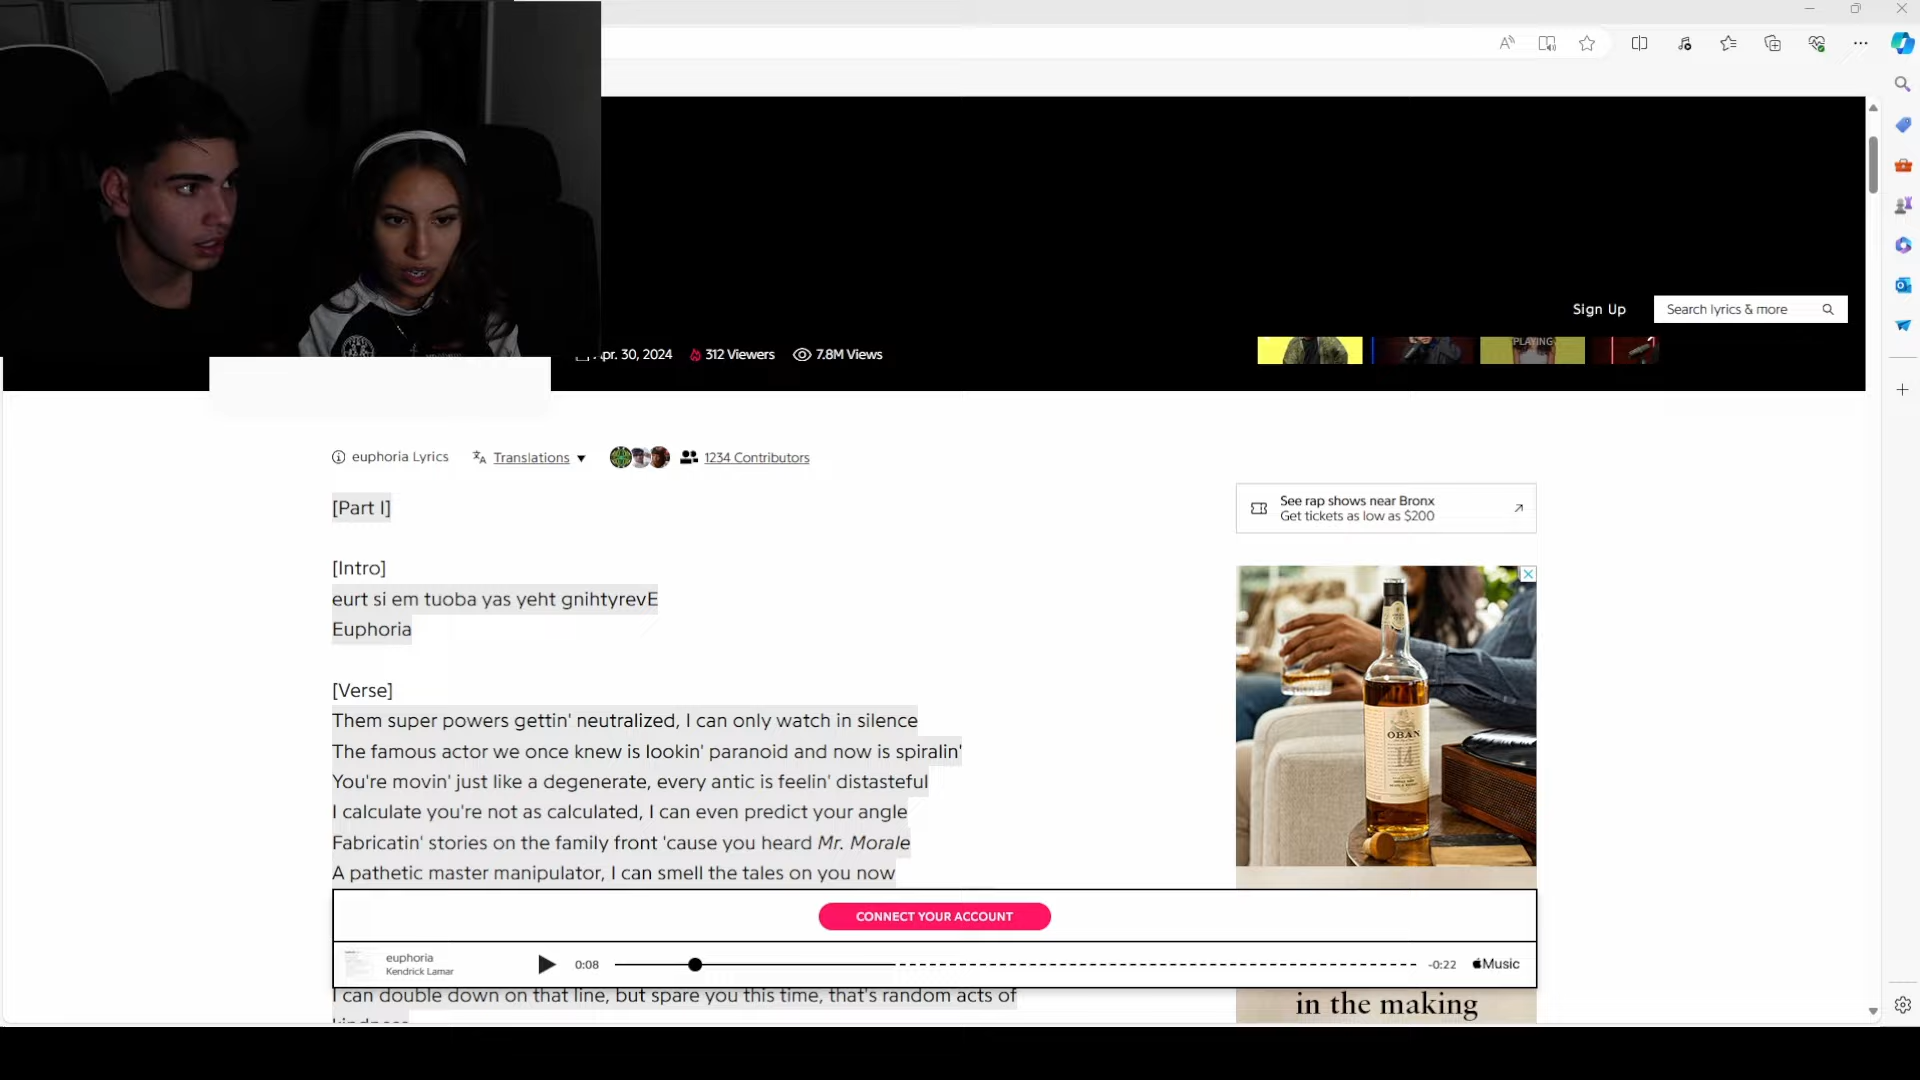 Sign Up
Search lyrics & more
Apr. 30, 2024
312 Viewers
7.8M Views
PLAYING
euphoria Lyrics
Translations
1234 Contributors
[Part I]
[Intro]
eurt si em tuoba yas yeht gnihtyrevE
Euphoria
[Verse]
Them super powers gettin' neutralized, I can only watch in silence
The famous actor we once knew is lookin' paranoid and now is spiralin'
You're movin' just like a degenerate, every antic is feelin' distasteful
I calculate you're not as calculated, I can even predict your angle
Fabricatin' stories on the family front 'cause you heard Mr. Morale
A pathetic master manipulator, I can smell the tales on you now
See rap shows near Bronx
Get tickets as low as $200
OBAN
14
CONNECT YOUR ACCOUNT
euphoria
Kendrick Lamar
0:08
-0:22
Music
I can double down on that line, but spare you this time, that's random acts of
kindness
in the making